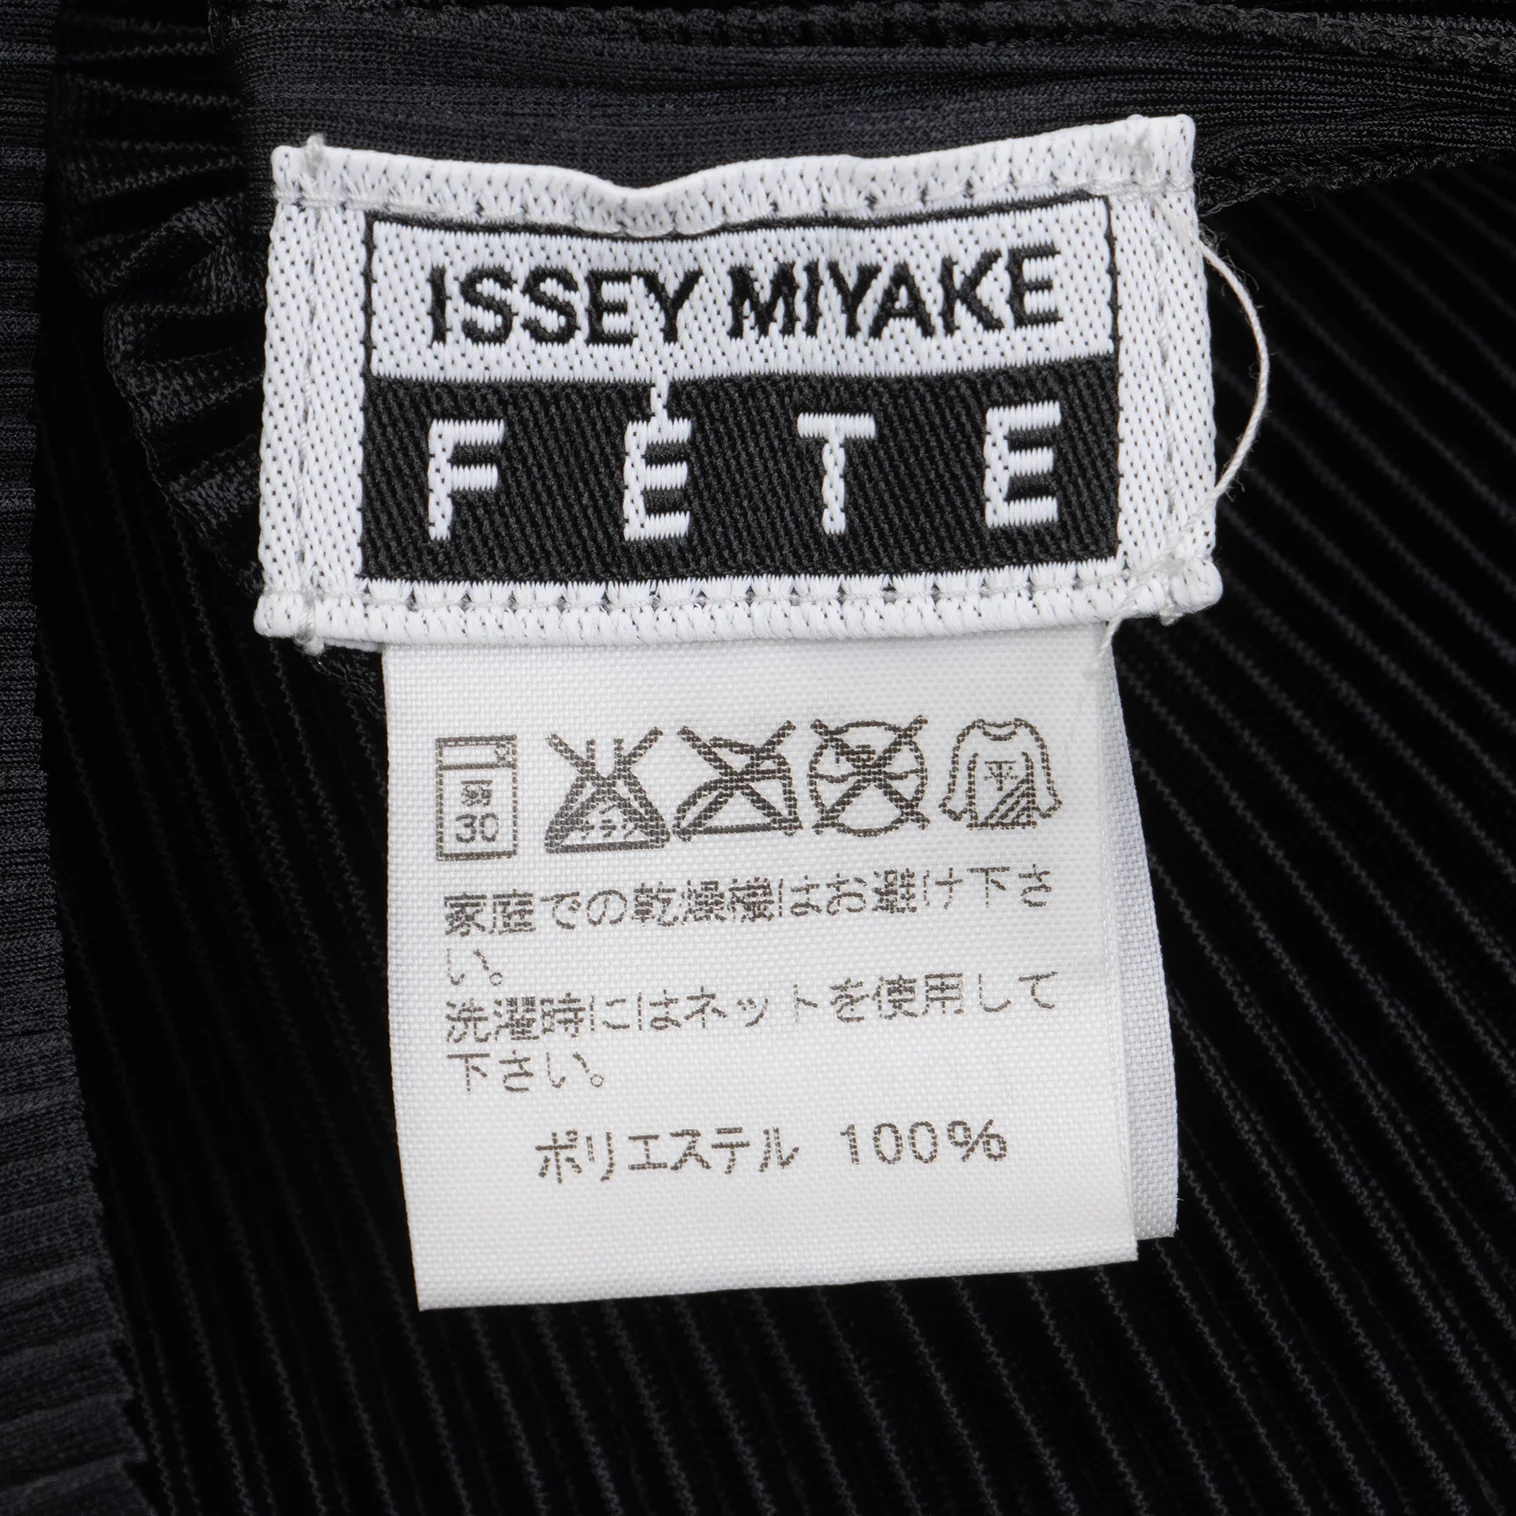 ISSEY MIYAKE
FÊTE
弱
30
平
家庭での乾燥機はお避け下さ
い。
洗濯時にはネットを使用して
下さい。
ポリエステル 100%